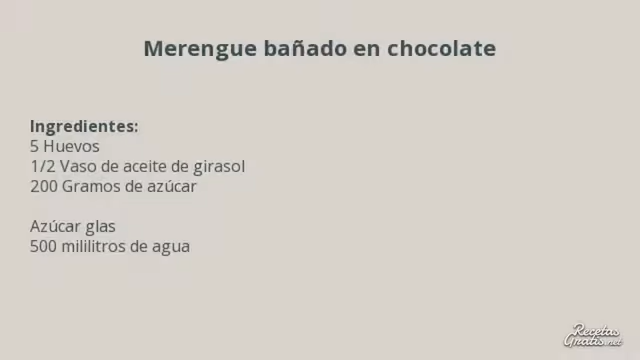 Merengue bañado en chocolate
Ingredientes:
5 Huevos
1/2 Vaso de aceite de girasol
200 Gramos de azúcar
Azúcar glas
500 mililitros de agua
Recetas
Gratis.net